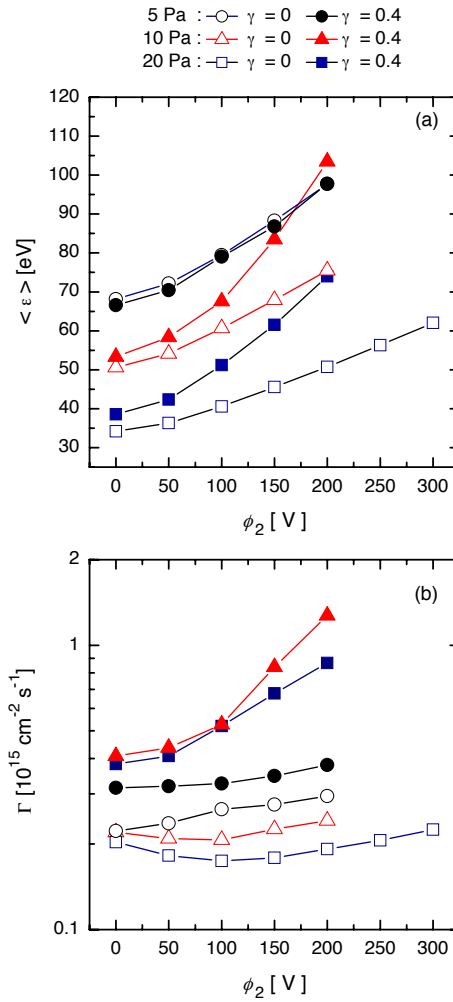 5 Pa : γ = 0 γ = 0.4
10 Pa : γ = 0 γ = 0.4
20 Pa : γ = 0 γ = 0.4
120
(a)
110
100
90
80
70
60
50
40
30
< ε > [eV]
0 50 100 150 200 250 300
ϕ2 [ V ]
2
(b)
1
0.1
Γ [10^15 cm^-2 s^-1]
0 50 100 150 200 250 300
ϕ2 [ V ]